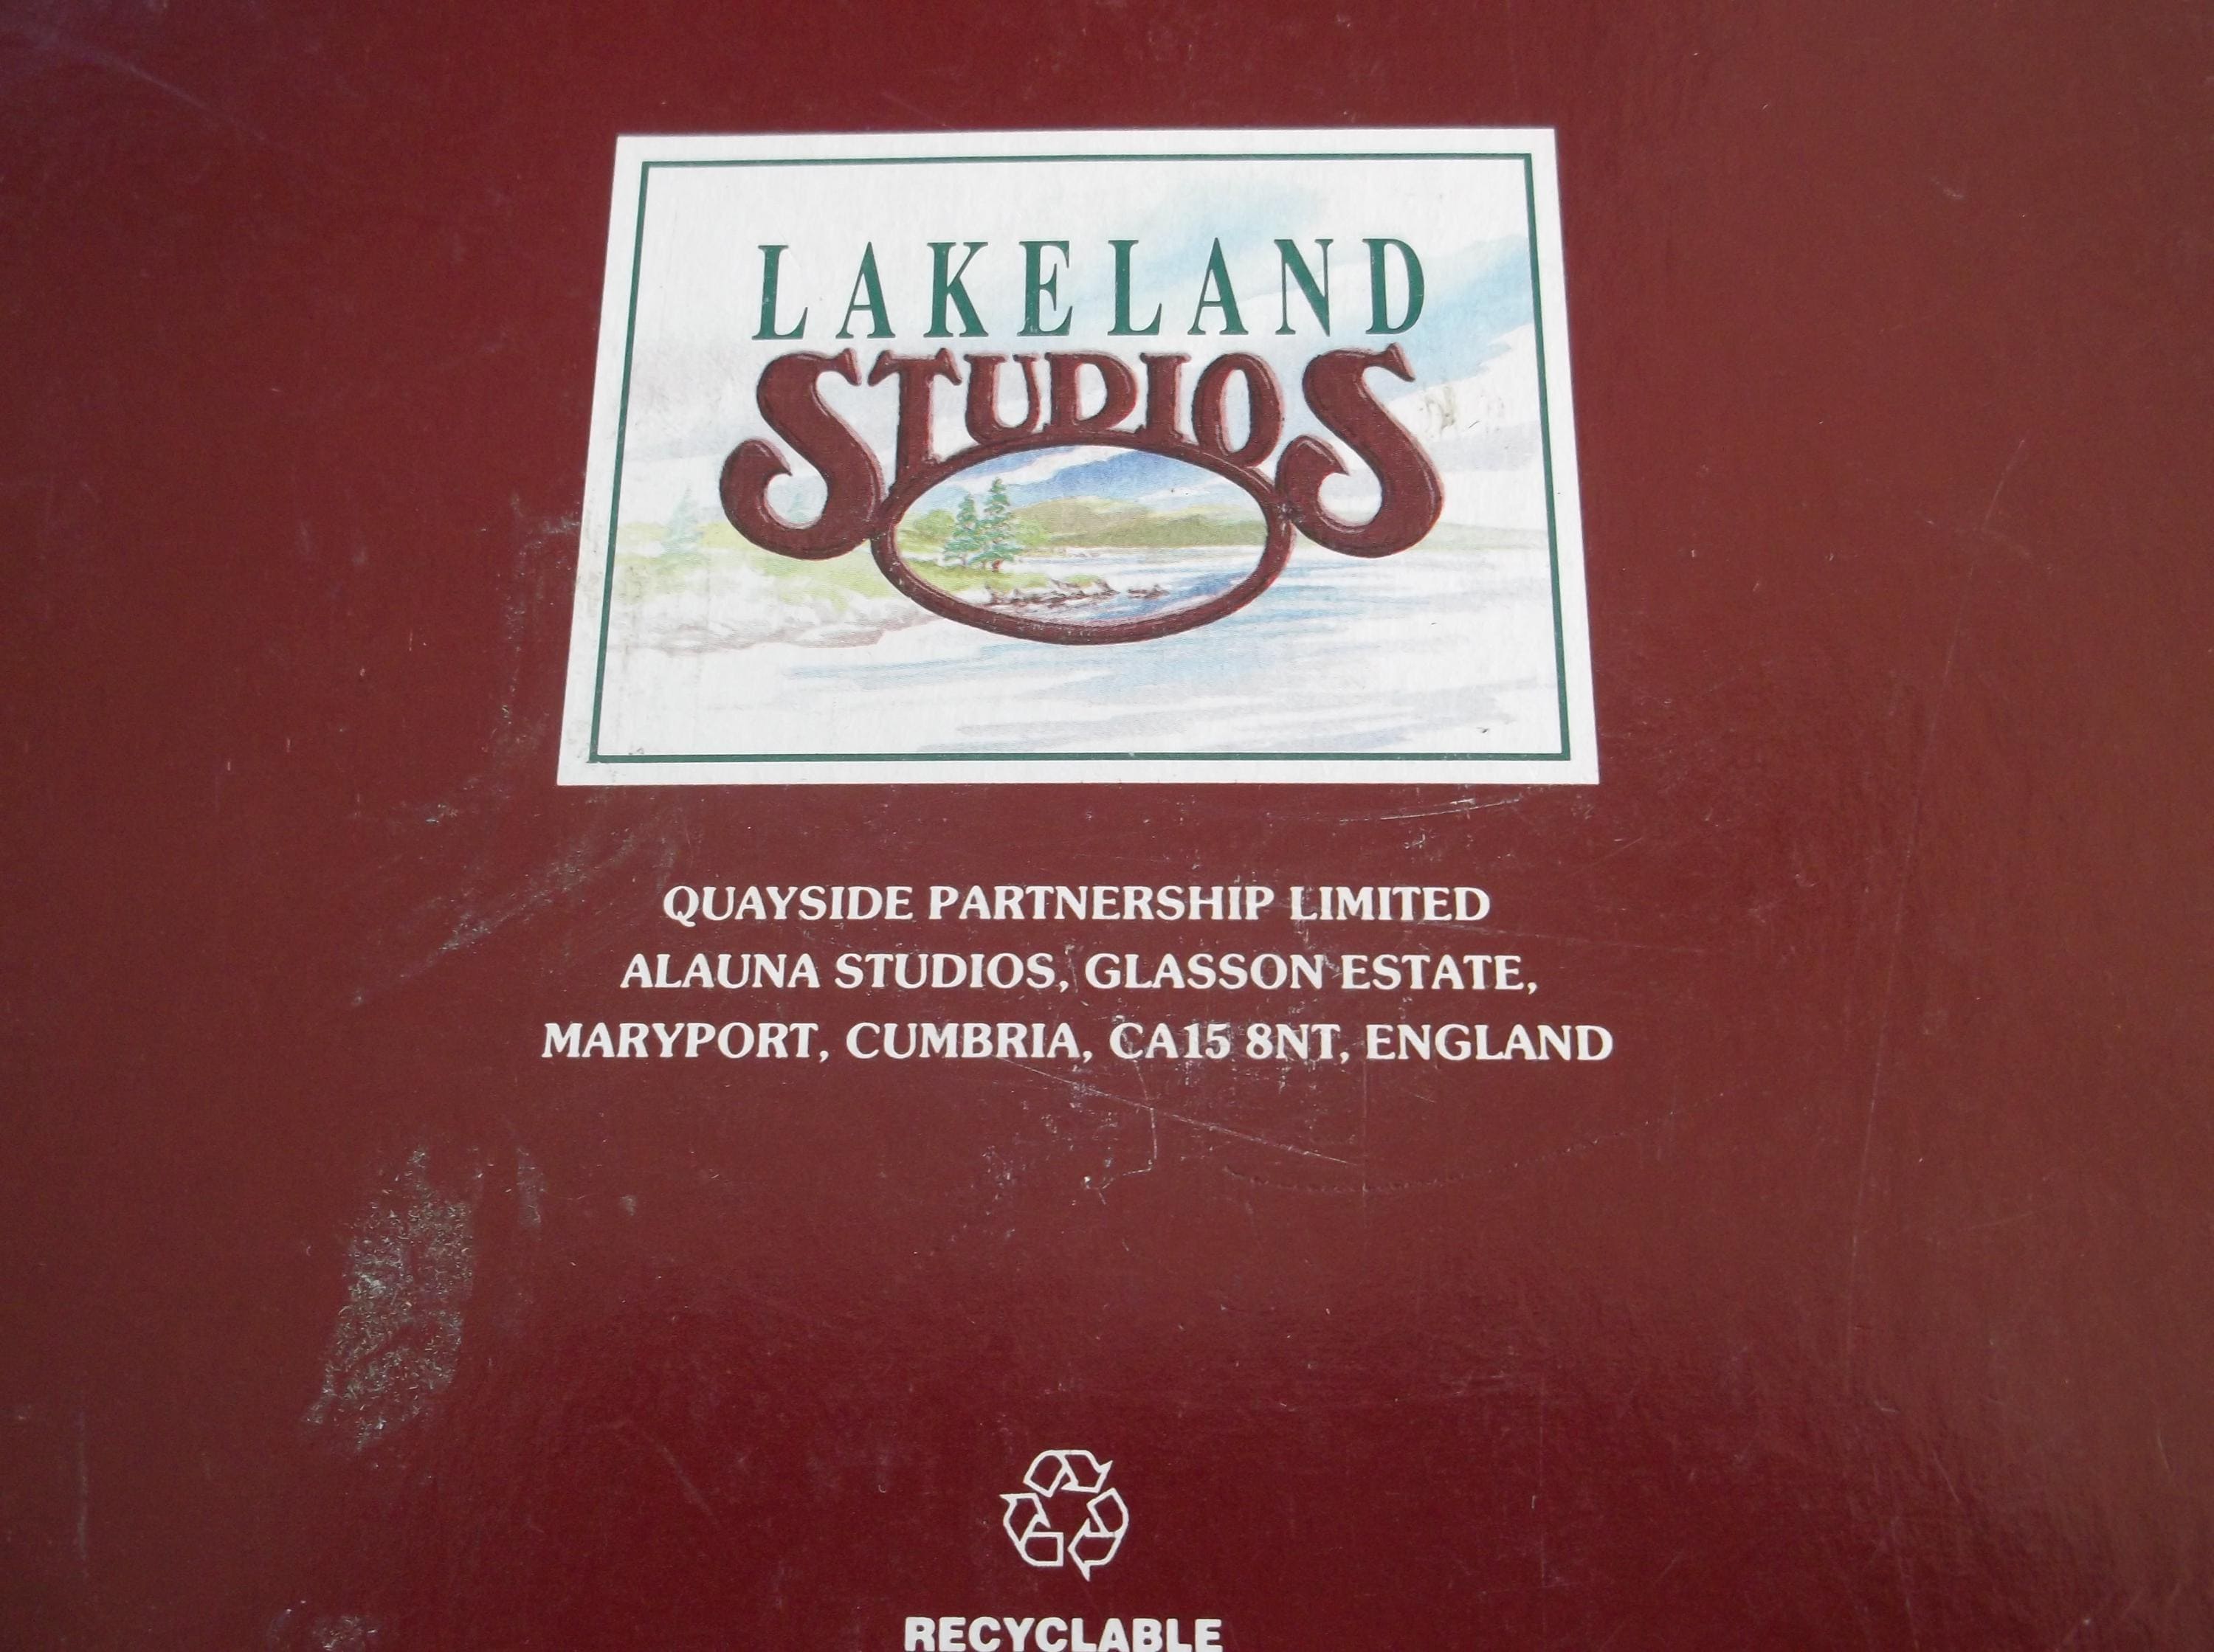 LAKELAND
STUDIOS
QUAYSIDE PARTNERSHIP LIMITED
ALAUNA STUDIOS, GLASSON ESTATE,
MARYPORT, CUMBRIA, CA15 8NT, ENGLAND
RECYCLABLE